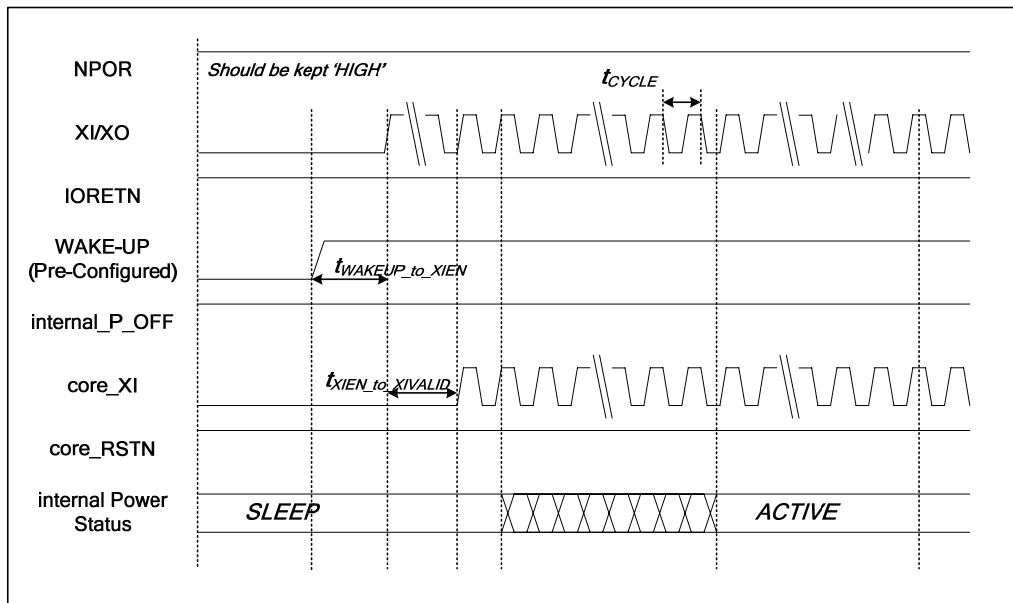 NPOR
Should be kept 'HIGH'
tCYCLE
XI/XO
IORETN
WAKE-UP
(Pre-Configured)
tWAKEUP_to_XIEN
internal_P_OFF
core_XI
tXIEN_to_XIVALID
core_RSTN
internal Power
Status
SLEEP
ACTIVE